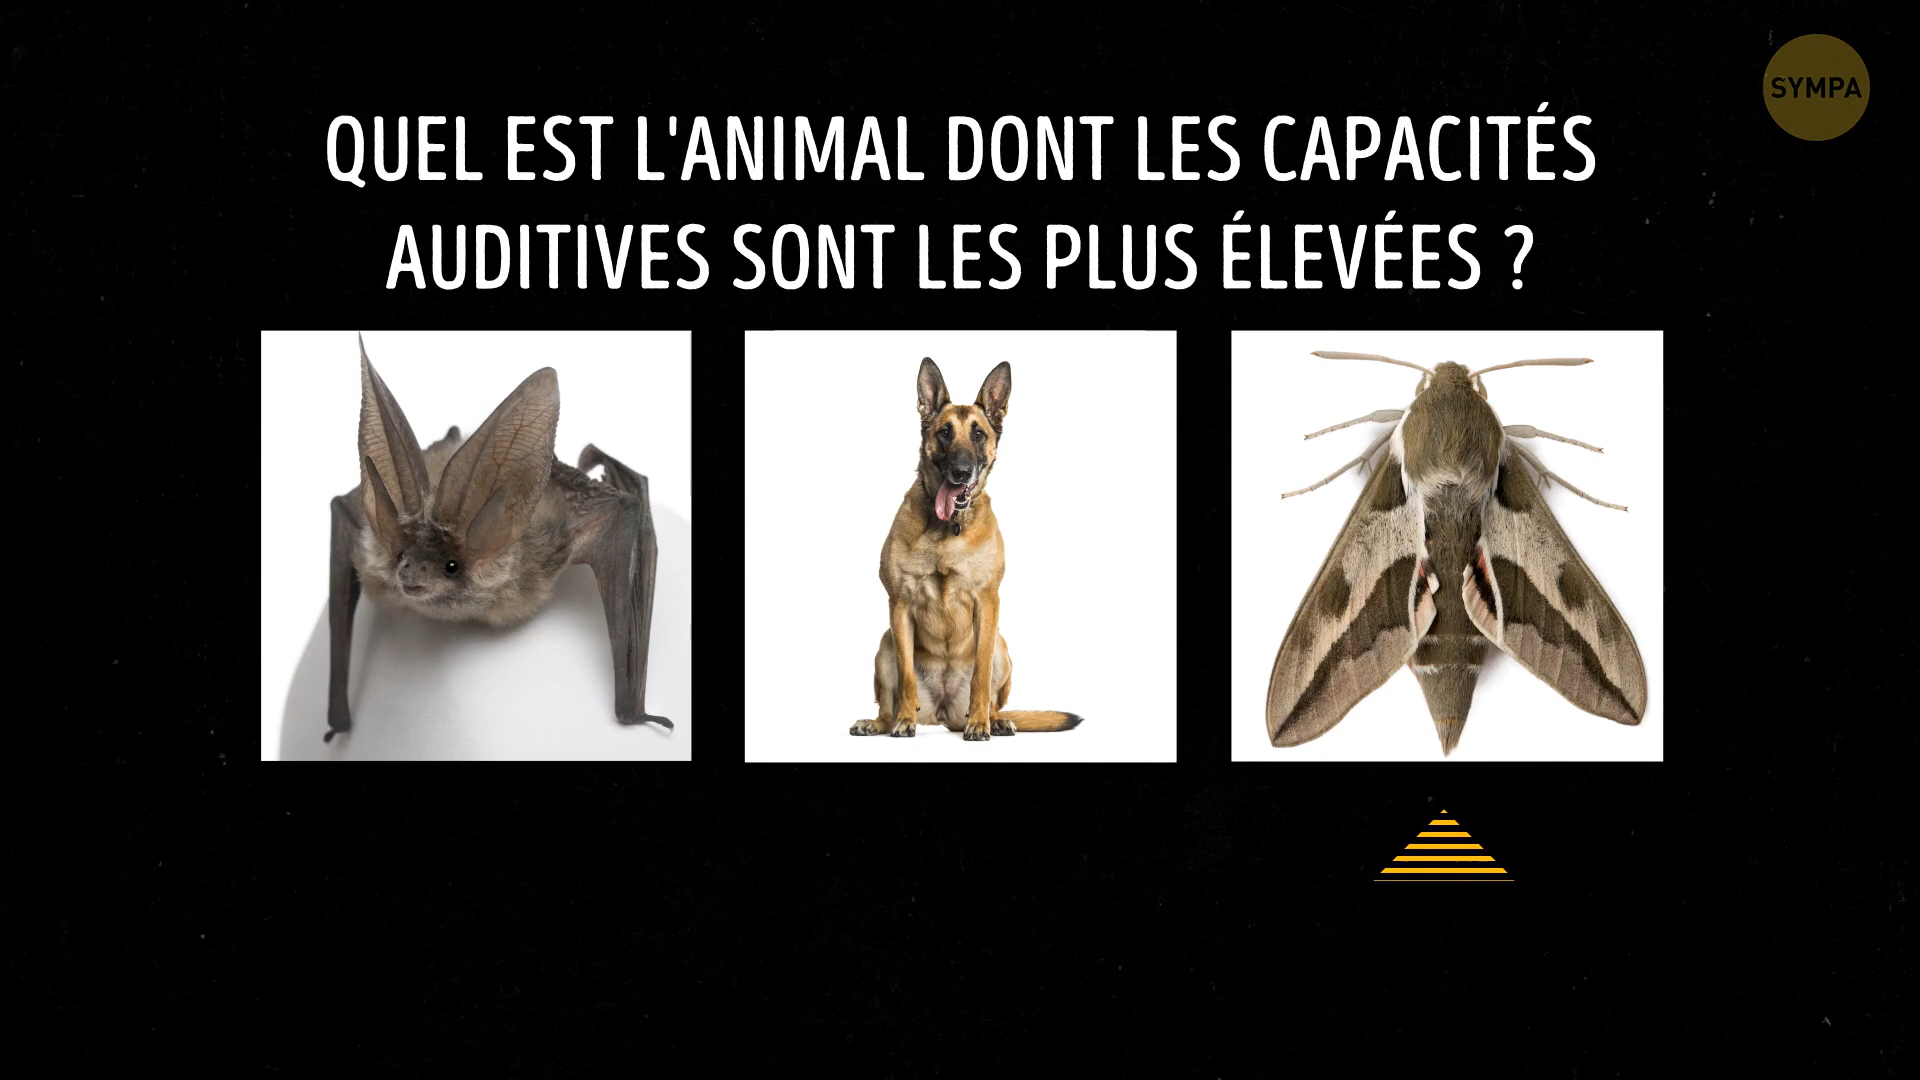 SYMPA
QUEL EST L'ANIMAL DONT LES CAPACITÉS
AUDITIVES SONT LES PLUS ÉLEVÉES ?